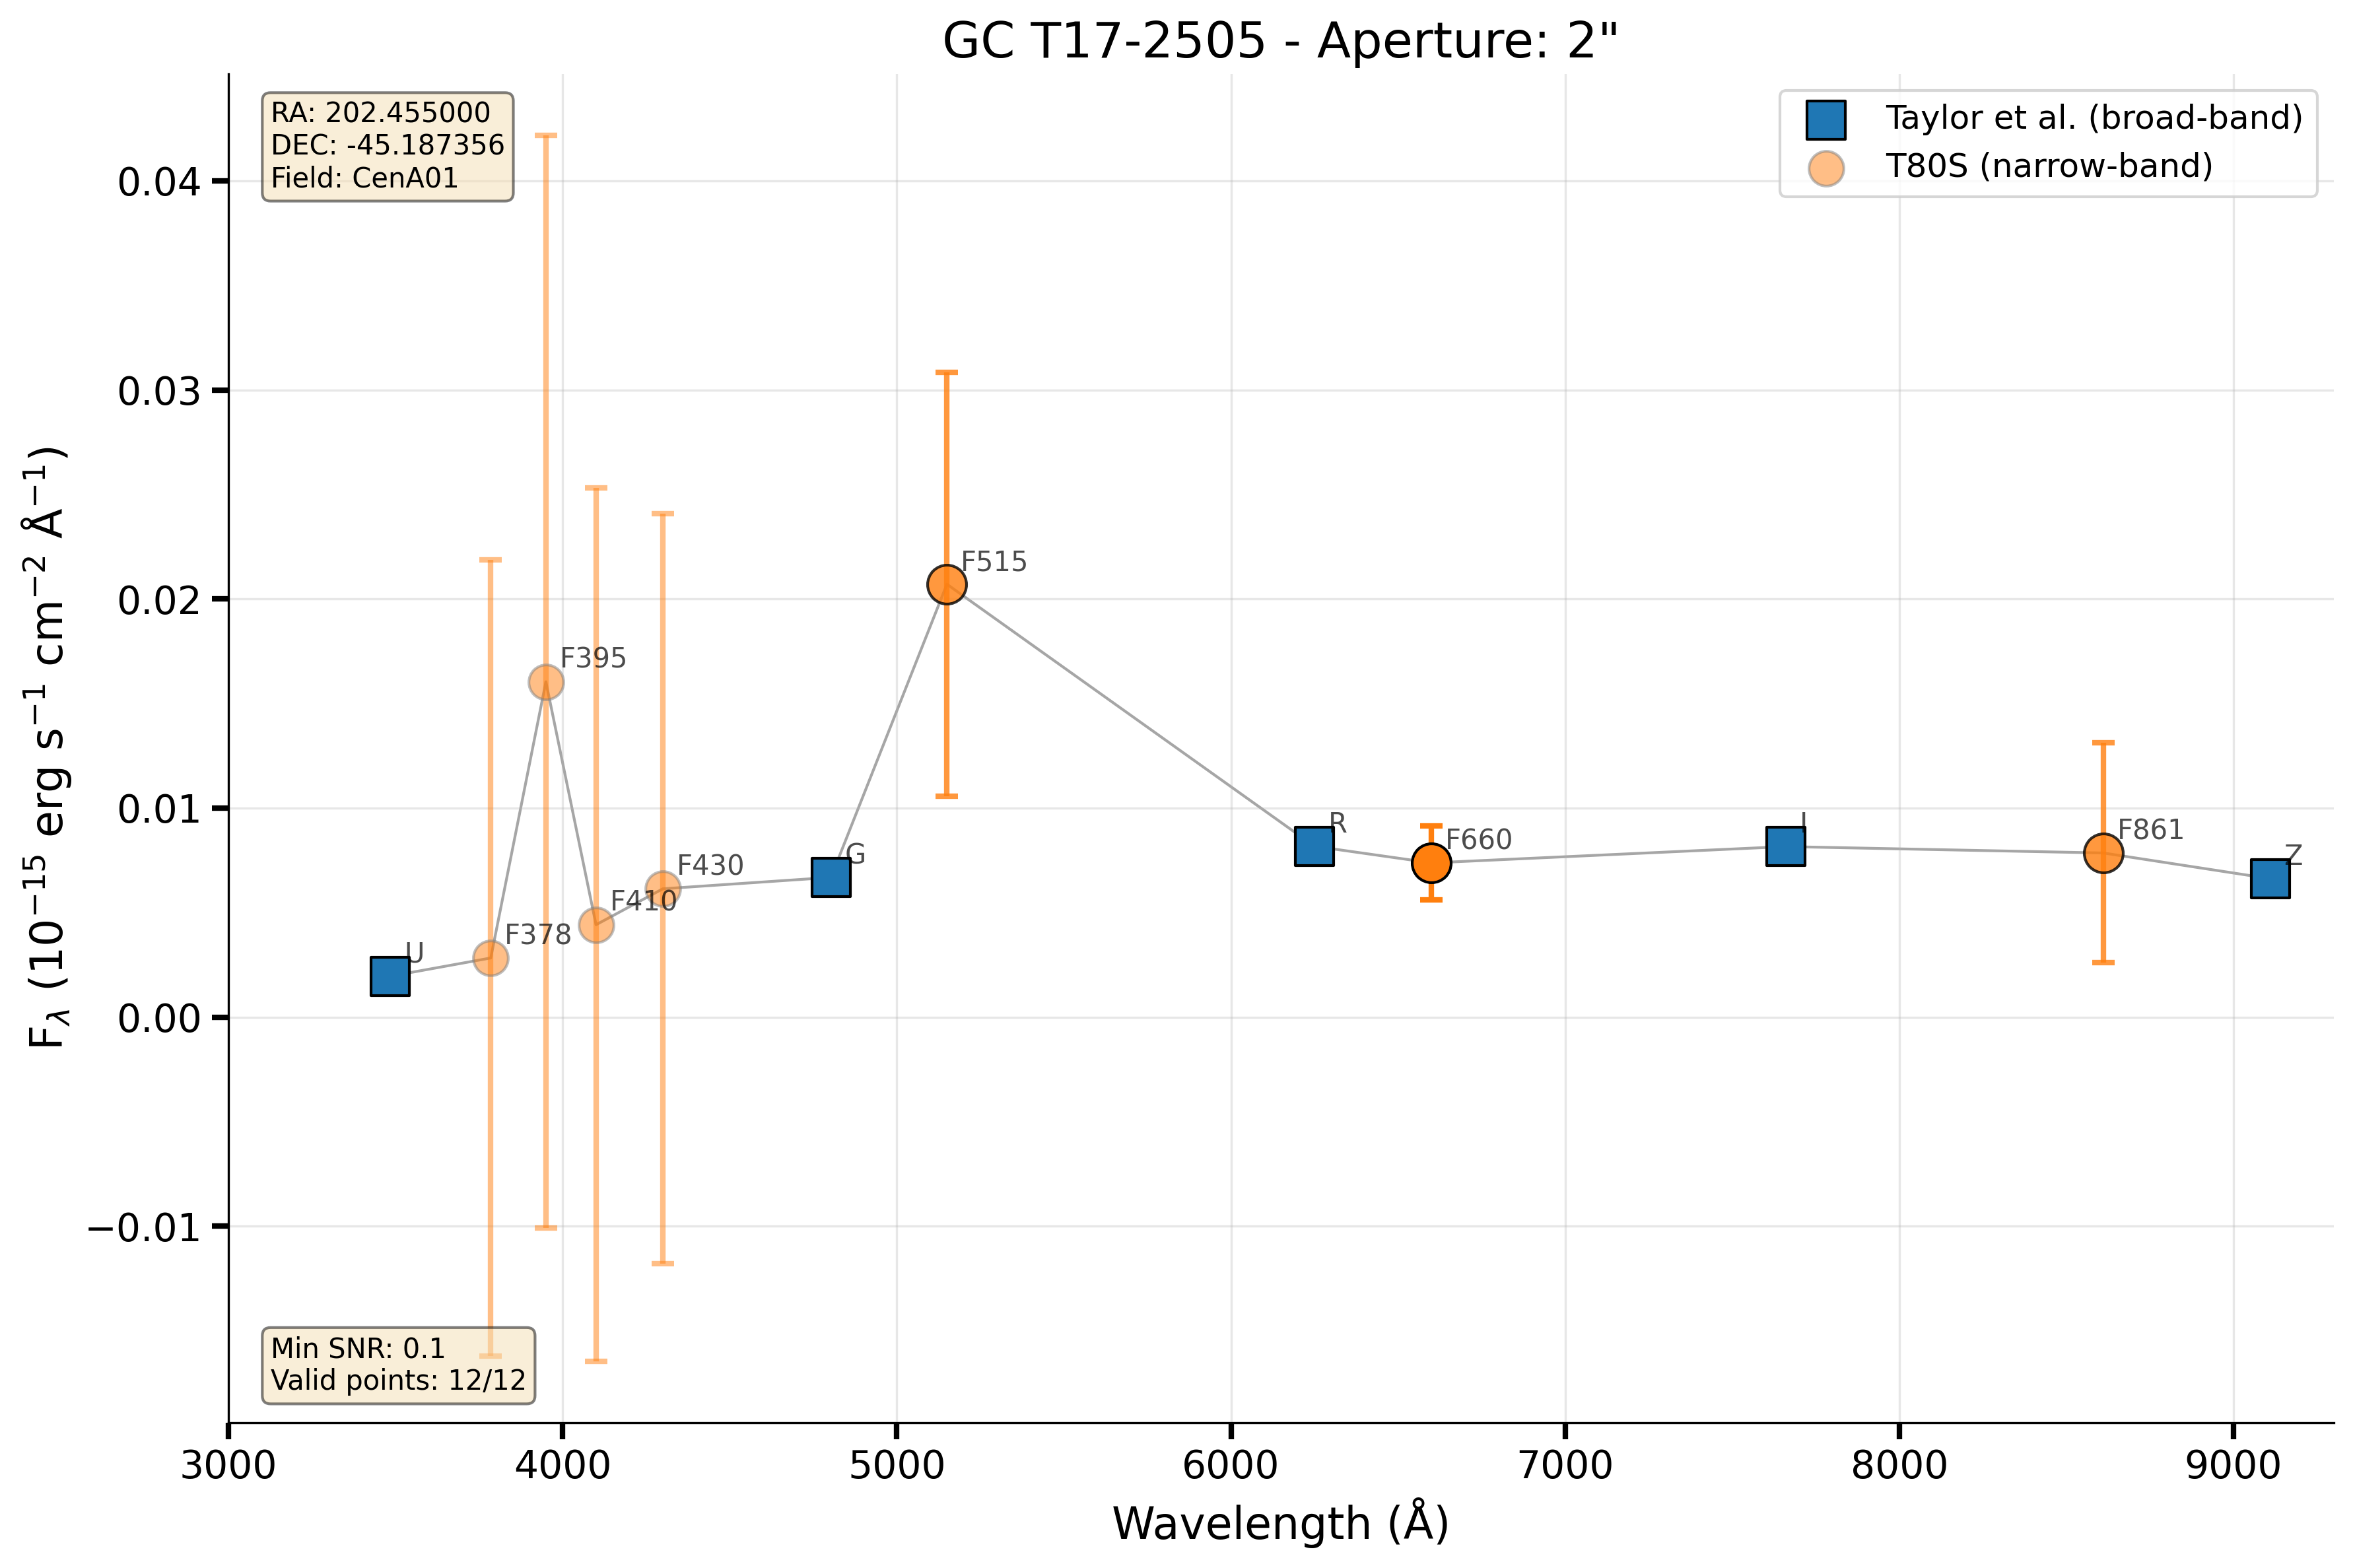 GC T17-2505 - Aperture: 2"
RA: 202.455000
DEC: -45.187356
Field: CenA01
Taylor et al. (broad-band)
T80S (narrow-band)
0.04
0.03
0.02
0.01
0.00
−0.01
F_λ (10⁻¹⁵ erg s⁻¹ cm⁻² Å⁻¹)
U
F378
F395
F410
F430
G
F515
R
F660
I
F861
Z
Min SNR: 0.1
Valid points: 12/12
3000 4000 5000 6000 7000 8000 9000
Wavelength (Å)